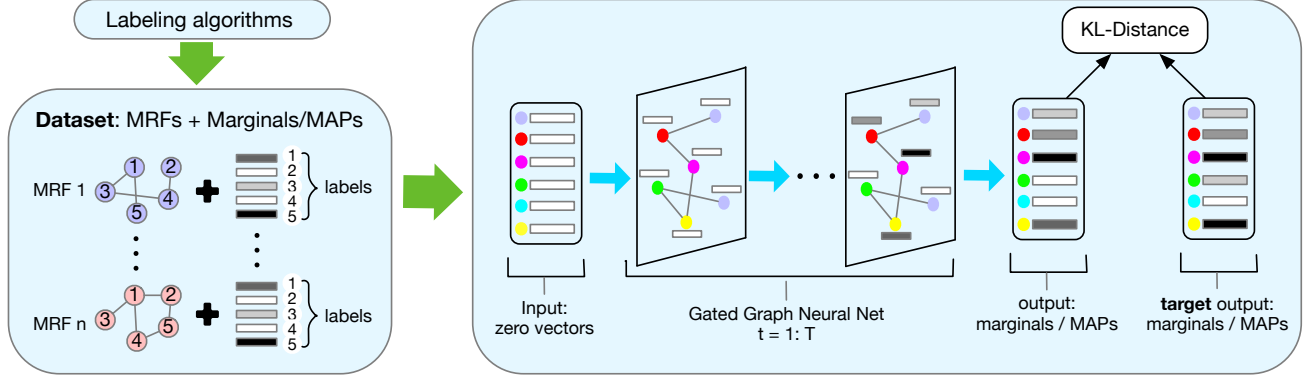 Labeling algorithms
Dataset: MRFs + Marginals/MAPs
MRF 1
1
2
3
4
5
1
2
3
4
5
labels
MRF n
1
2
3
5
4
1
2
3
4
5
labels
KL-Distance
Input:
zero vectors
Gated Graph Neural Net
t = 1: T
output:
marginals / MAPs
target output:
marginals / MAPs